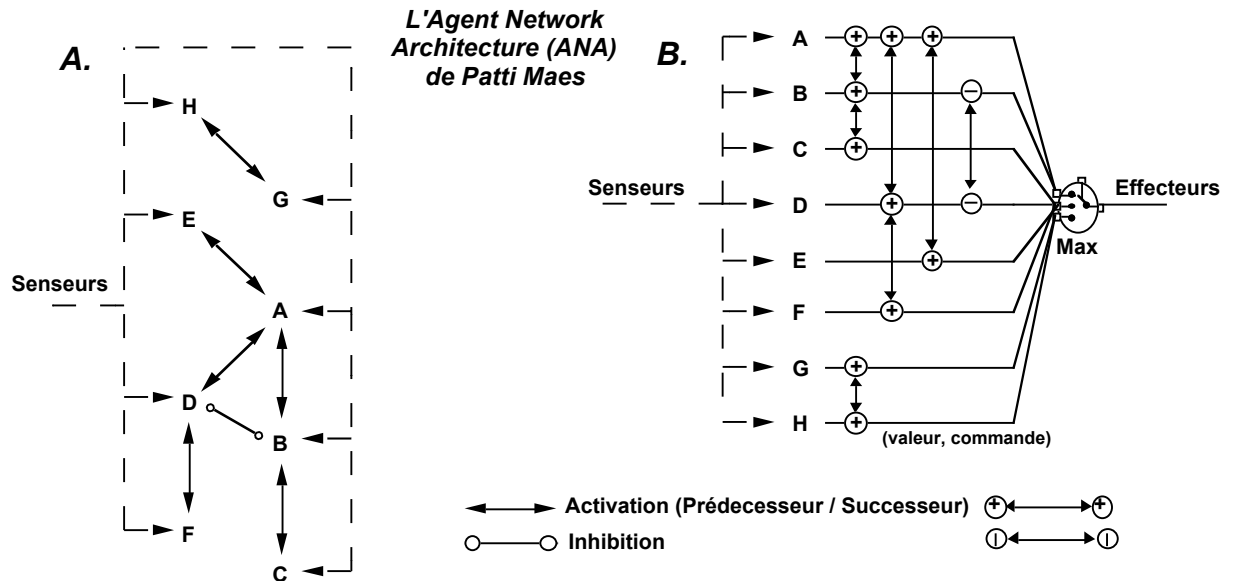 L'Agent Network
Architecture (ANA)
de Patti Maes
A.
H
G
E
Senseurs
A
D
B
F
C
B.
A
B
C
Senseurs
D
Effecteurs
Max
E
F
G
H
(valeur, commande)
Activation (Prédecesseur / Successeur)
Inhibition